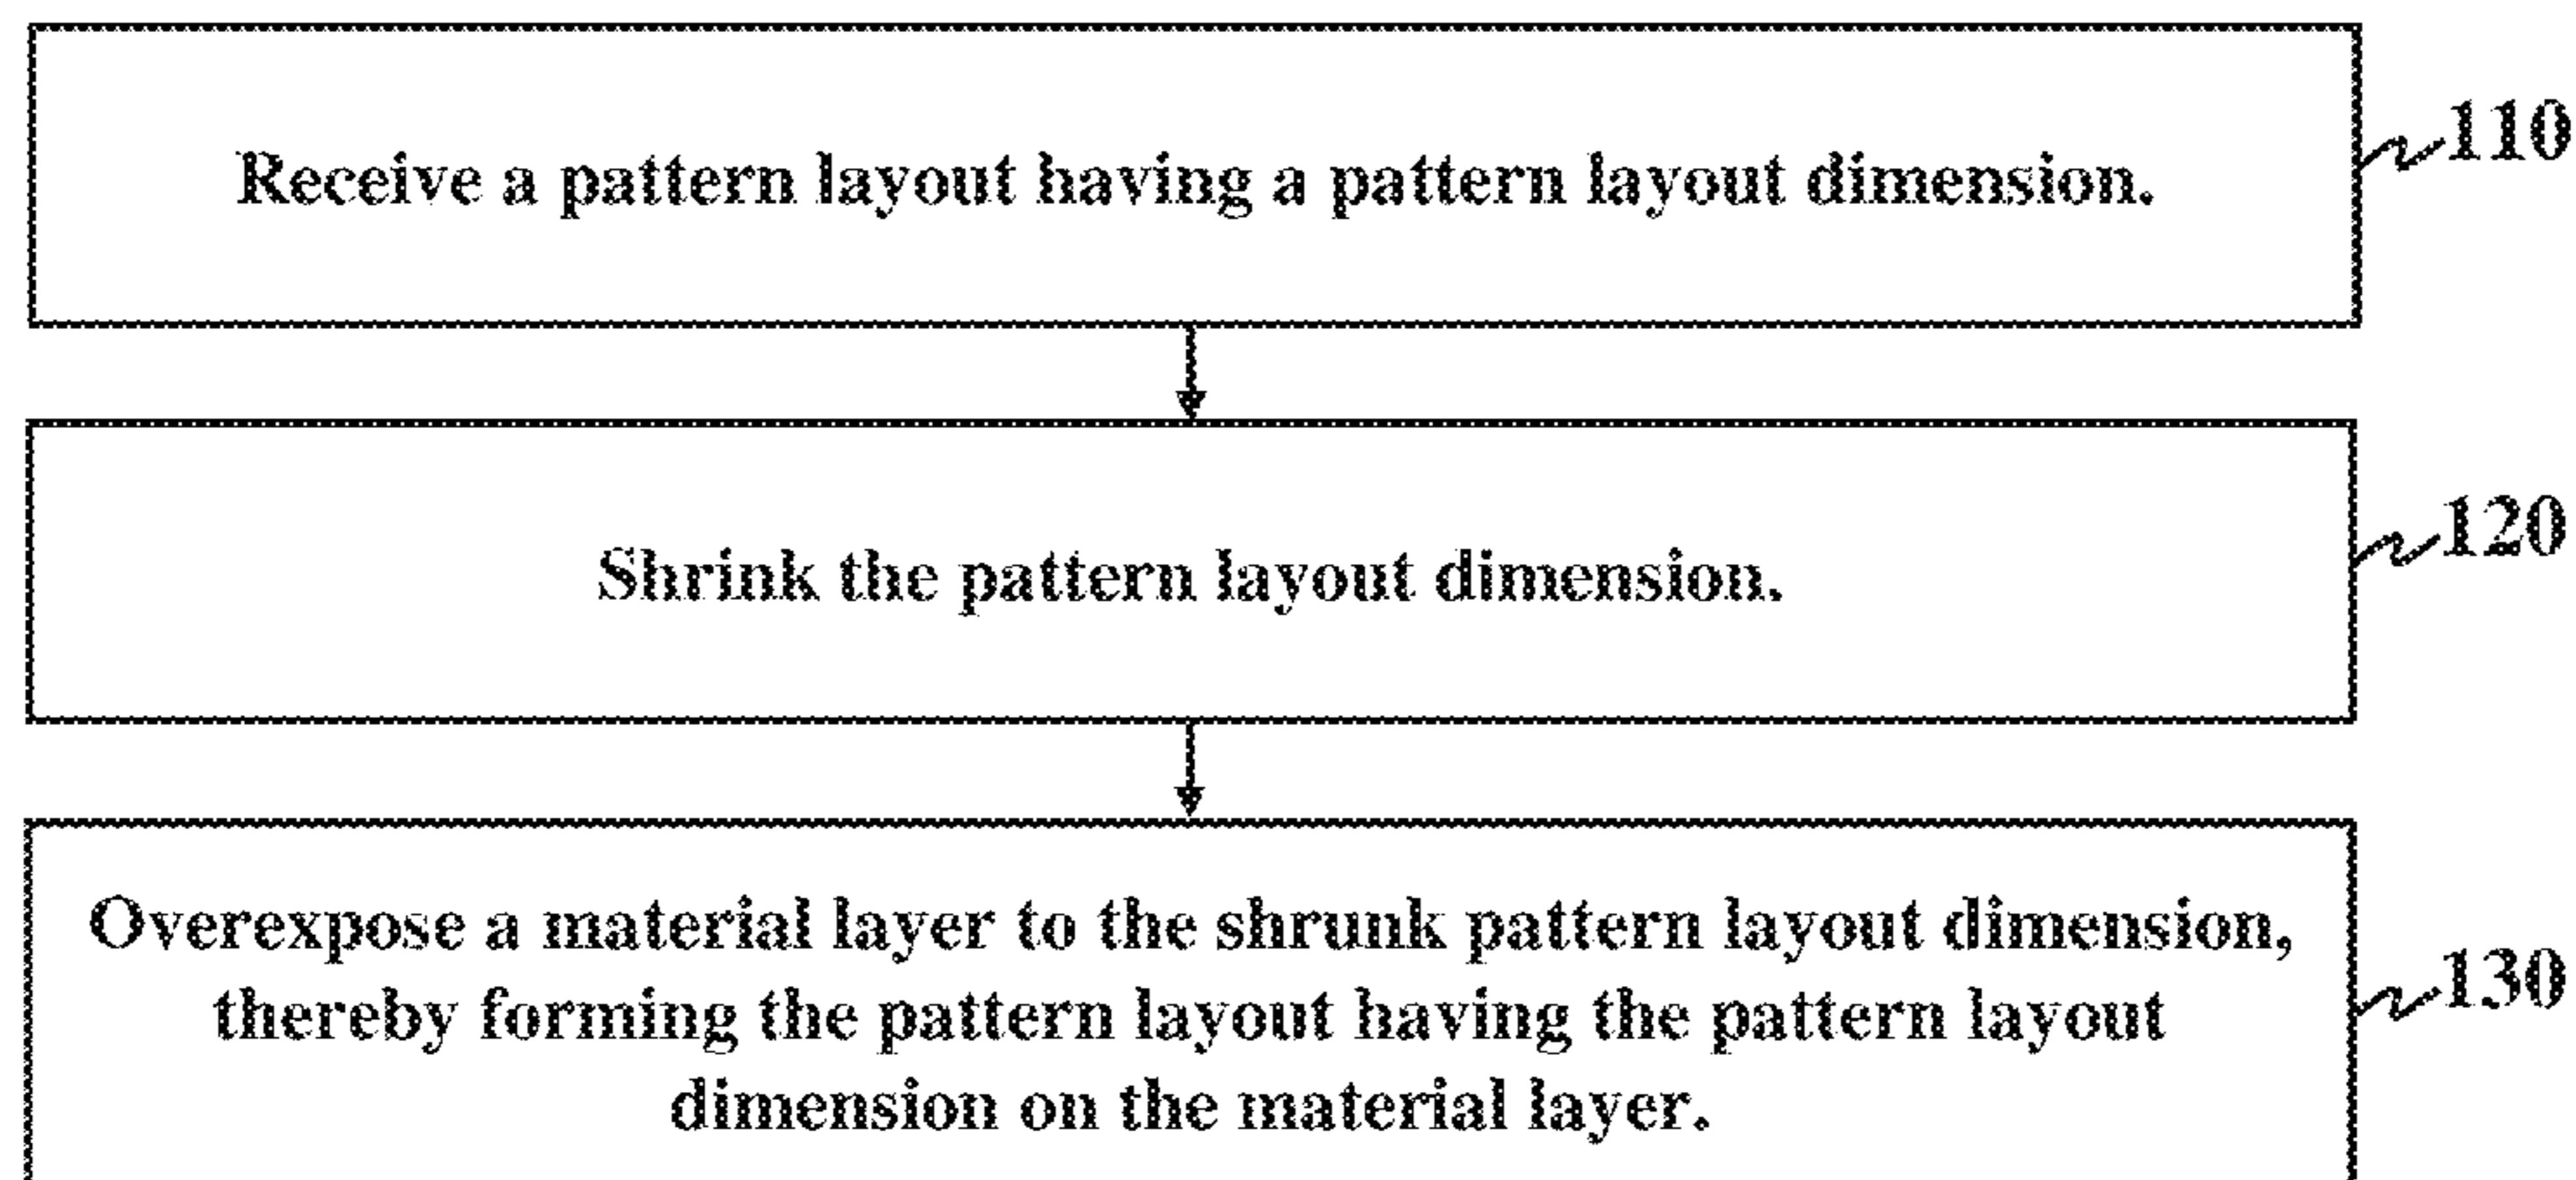 Receive a pattern layout having a pattern layout dimension.
110
Shrink the pattern layout dimension.
120
Overexpose a material layer to the shrunk pattern layout dimension,
thereby forming the pattern layout having the pattern layout
dimension on the material layer.
130